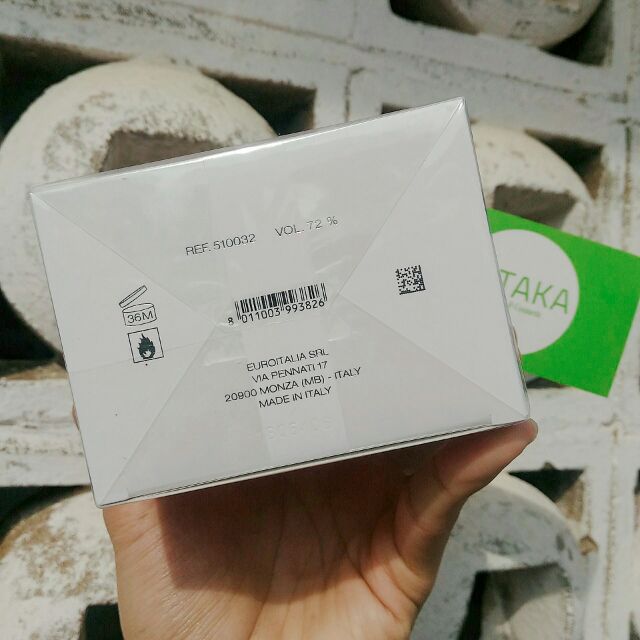 REF. 510032 VOL. 72 %
36M
8 011003 993826
EUROITALIA SRL
VIA PENNATI 17
20900 MONZA (MB) - ITALY
MADE IN ITALY
TAKA